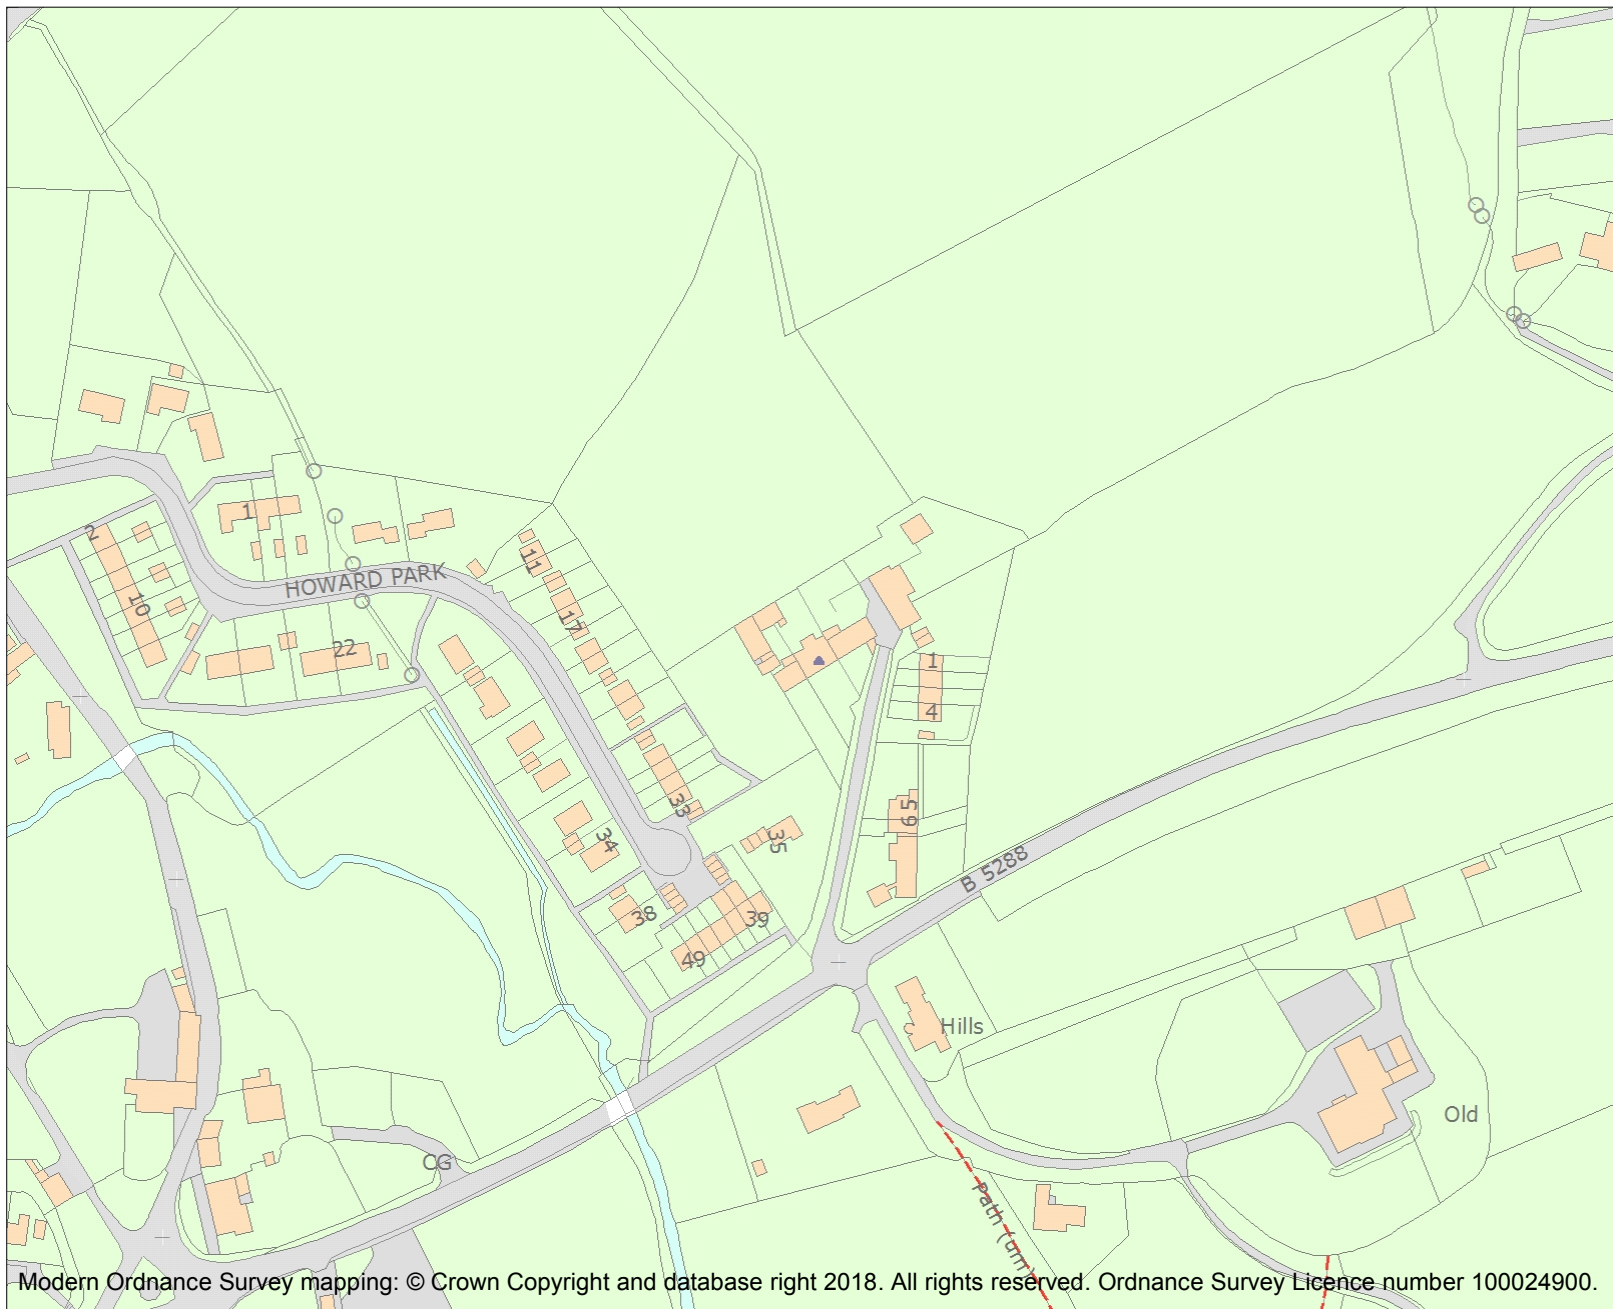 1
2
11
10
HOWARD PARK
17
22
1
4
33
65
34
35
B 5288
38
39
49
Hills
Old
CG
Path (um)
Modern Ordnance Survey mapping: © Crown Copyright and database right 2018. All rights reserved. Ordnance Survey Licence number 100024900.